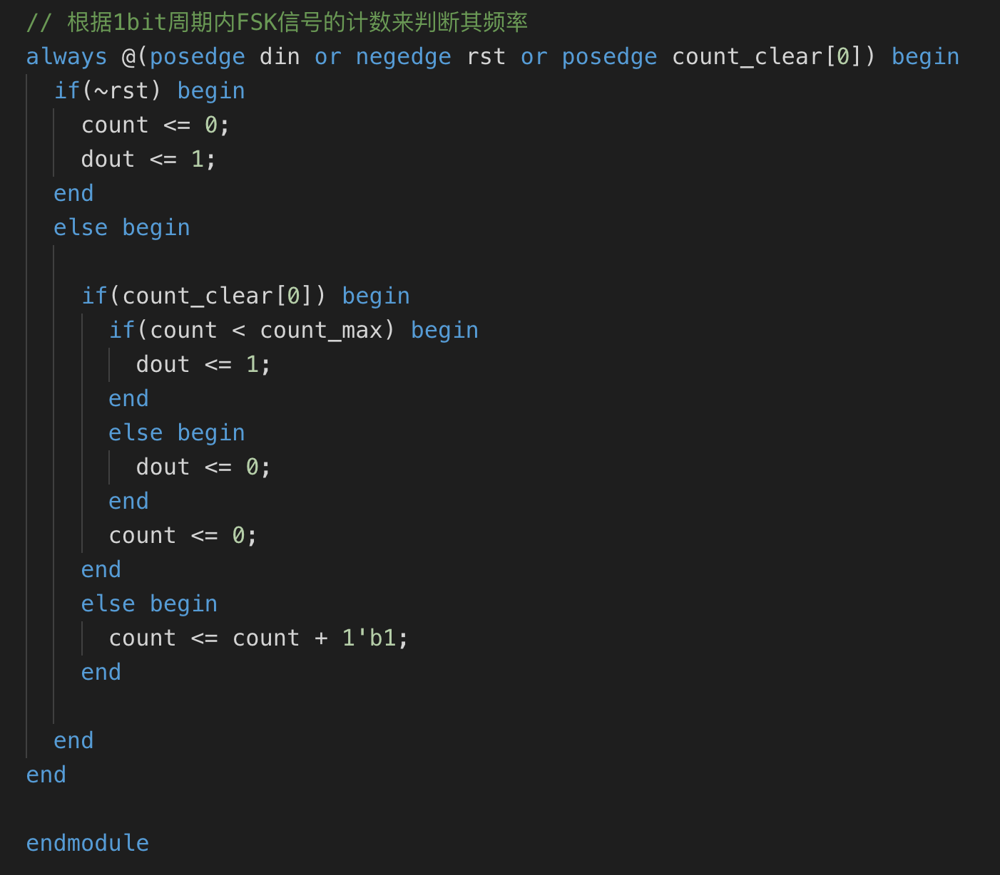 // 根据1bit周期内FSK信号的计数来判断其频率
always @(posedge din or negedge rst or posedge count_clear[0]) begin
  if(~rst) begin
    count <= 0;
    dout <= 1;
  end
  else begin

    if(count_clear[0]) begin
      if(count < count_max) begin
        dout <= 1;
      end
      else begin
        dout <= 0;
      end
      count <= 0;
    end
    else begin
      count <= count + 1'b1;
    end

  end
end

endmodule